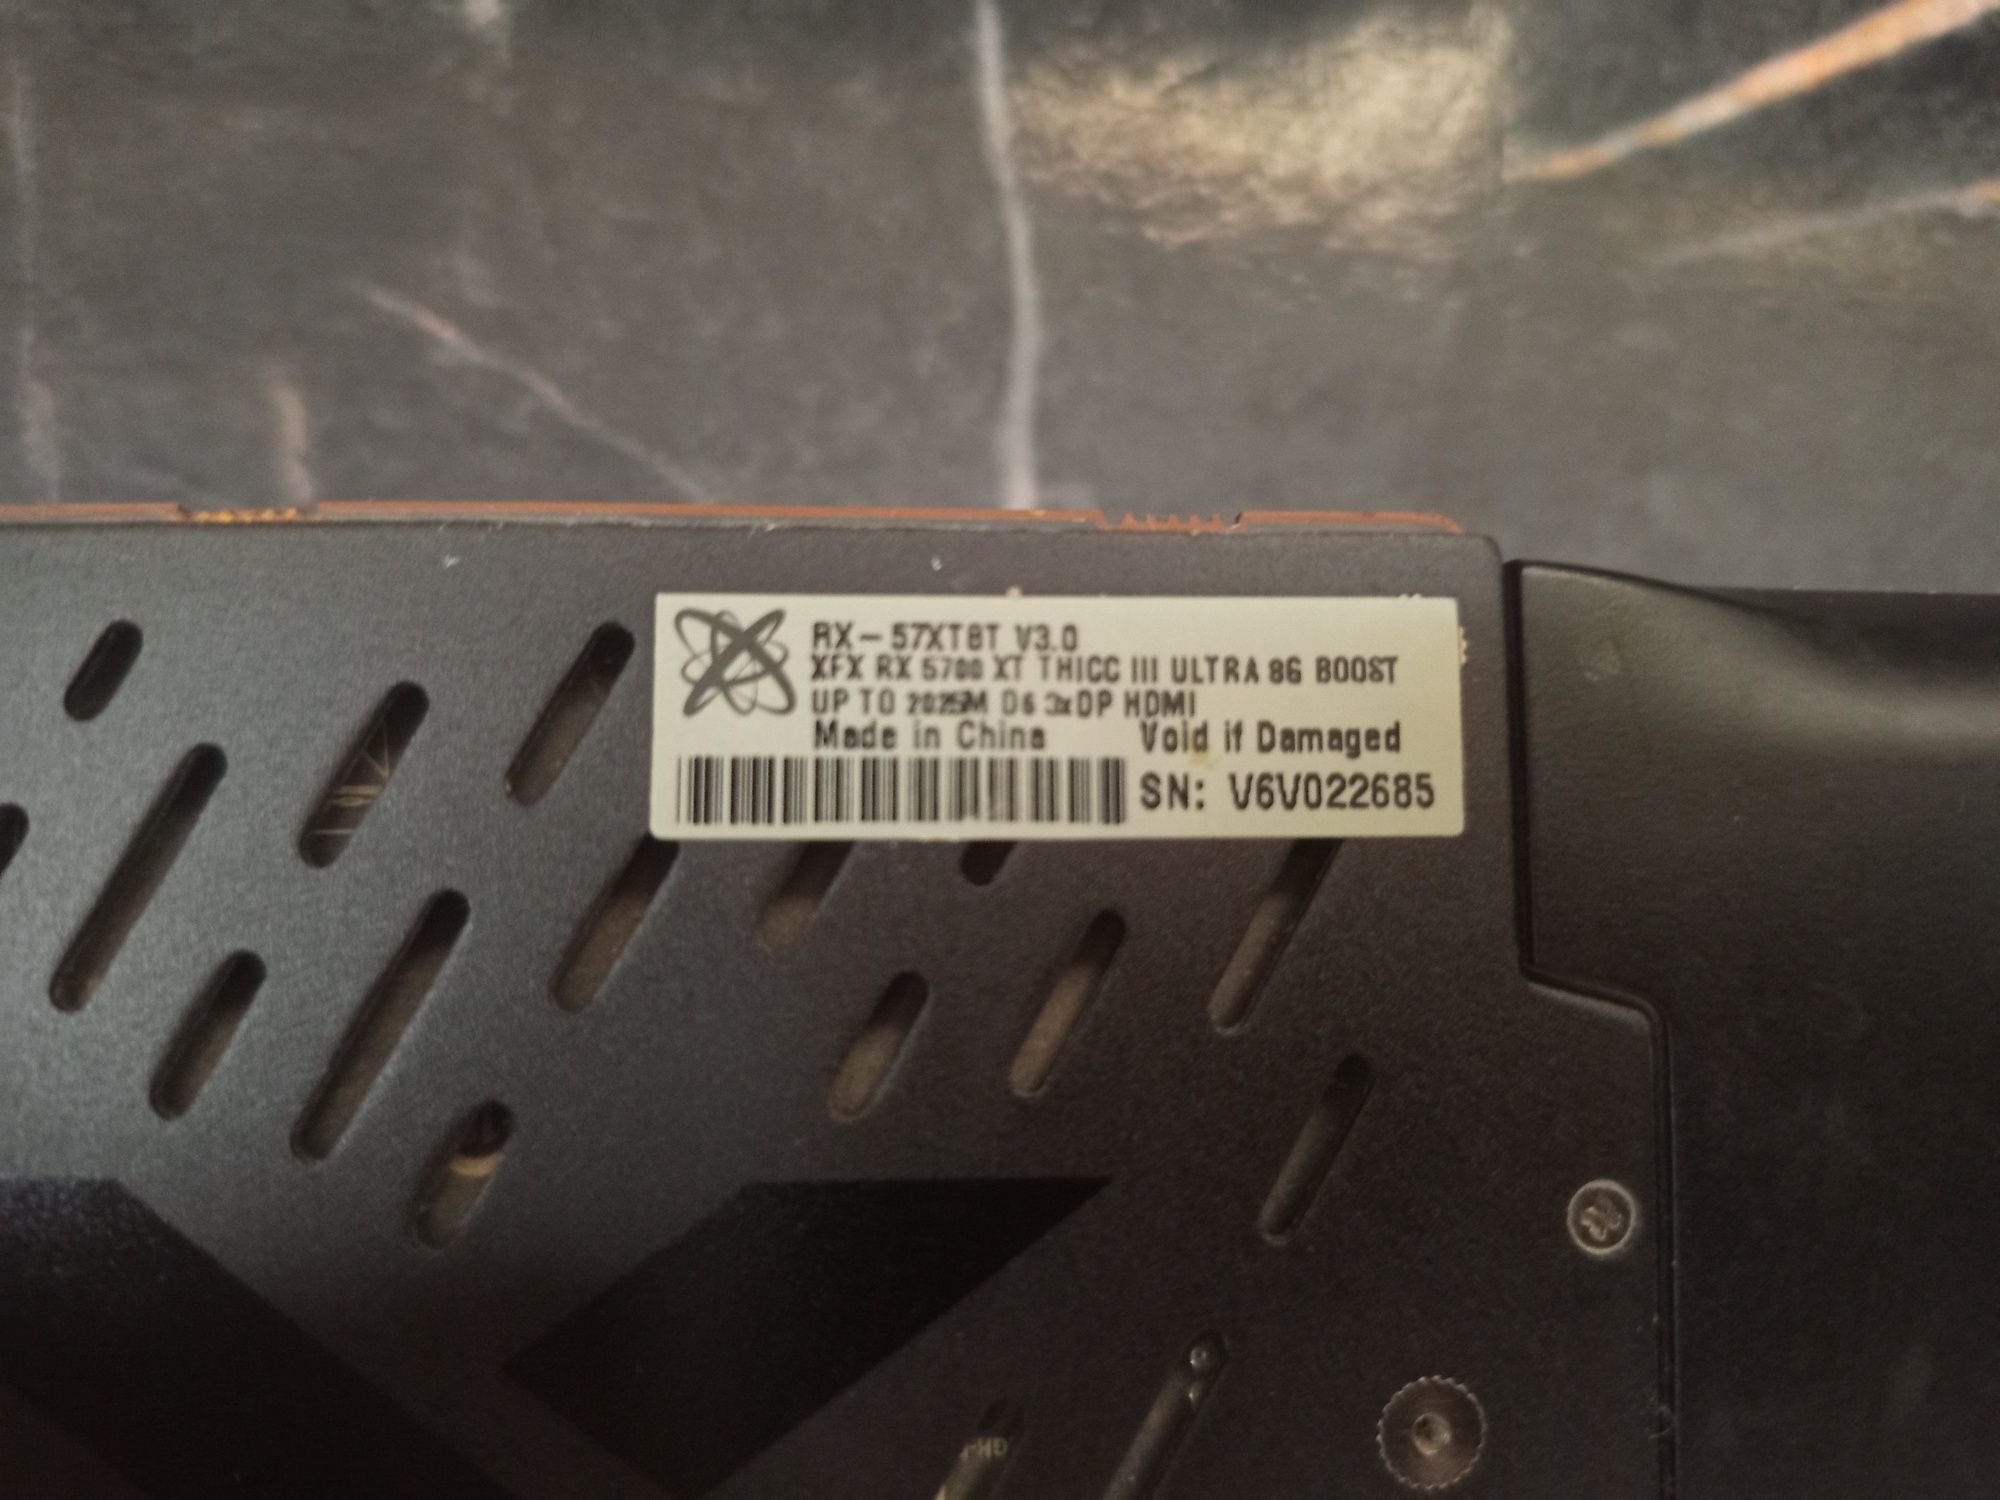 RX-57XT8T V3.0
XFX RX 5700 XT THICC III ULTRA 8G BOOST
UP TO 2025M D6 3xDP HDMI
Made in China Void if Damaged
SN: V6V022685